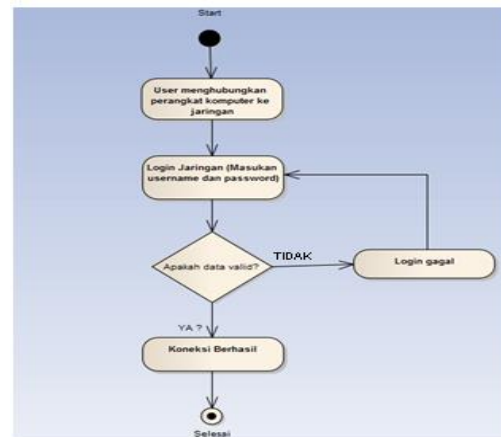 Start
User menghubungkan
perangkat komputer ke
jaringan
Login Jaringan (Masukan
username dan password)
Apakah data valid?
TIDAK
Login gagal
YA ?
Koneksi Berhasil
Selesai